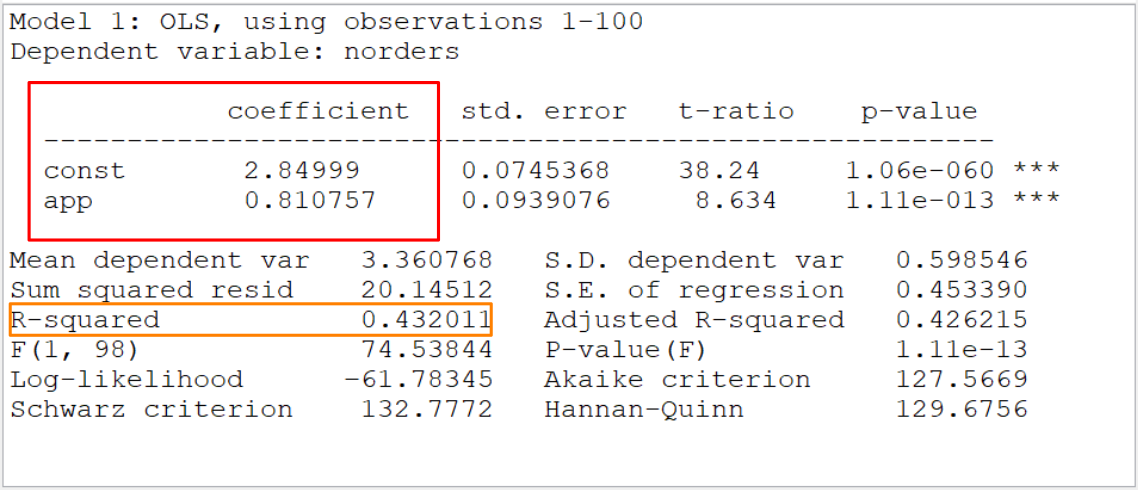 Model 1: OLS, using observations 1-100
Dependent variable: norders
coefficient std. error t-ratio p-value
-----------------------------------------------------------
const 2.84999 0.0745368 38.24 1.06e-060 ***
app 0.810757 0.0939076 8.634 1.11e-013 ***
Mean dependent var 3.360768 S.D. dependent var 0.598546
Sum squared resid 20.14512 S.E. of regression 0.453390
R-squared 0.432011 Adjusted R-squared 0.426215
F(1, 98) 74.53844 P-value(F) 1.11e-13
Log-likelihood -61.78345 Akaike criterion 127.5669
Schwarz criterion 132.7772 Hannan-Quinn 129.6756